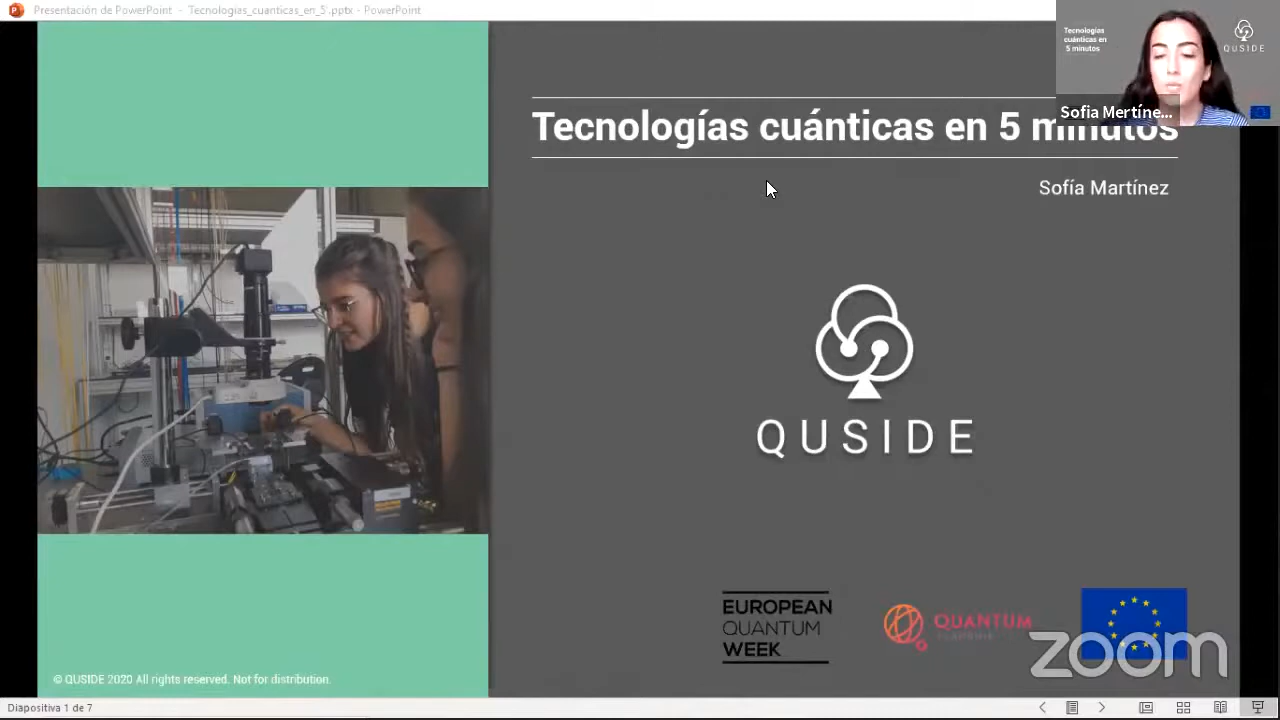 Presentación de PowerPoint - Tecnologías_cuanticas_en_5'.pptx - PowerPoint
Tecnologías
cuánticas en
5 minutos
QUSIDE
Sofia Mertíne...
Tecnologías cuánticas en 5 minutos
Sofía Martínez
QUSIDE
EUROPEAN
QUANTUM
WEEK
QUANTUM
zoom
© QUSIDE 2020 All rights reserved. Not for distribution.
Diapositiva 1 de 7